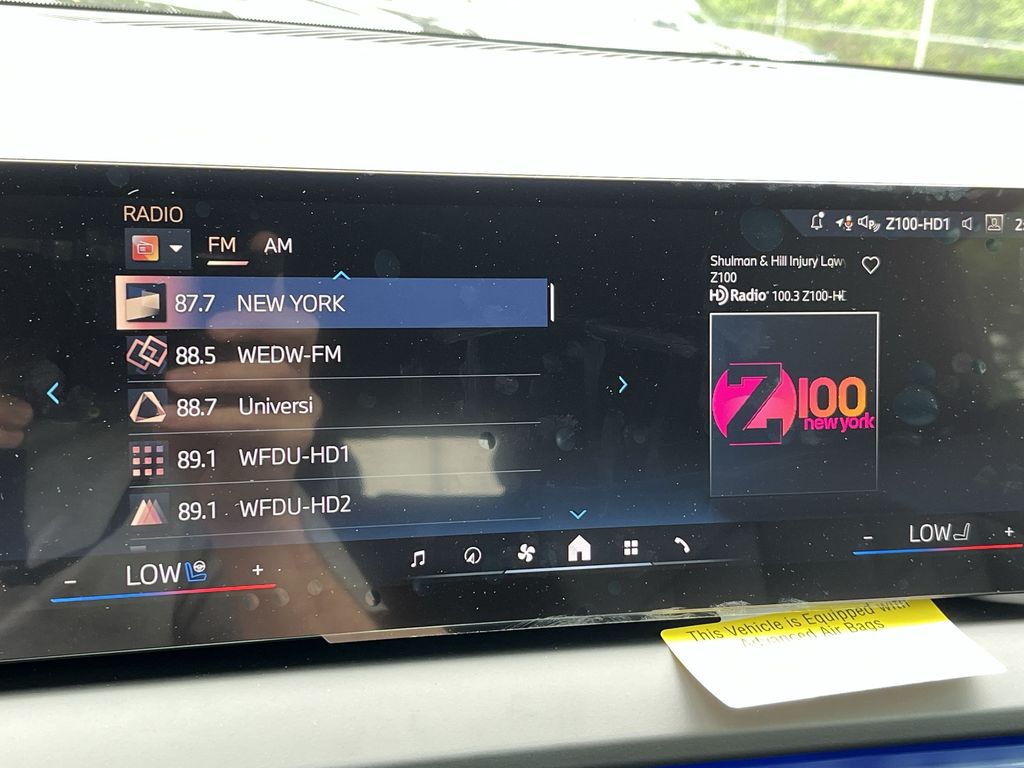 RADIO
FM AM
Z100-HD1
87.7 NEW YORK
88.5 WEDW-FM
88.7 Universi
89.1 WFDU-HD1
89.1 WFDU-HD2
Shulman & Hill Injury Law
Z100
HD Radio 100.3 Z100-HD
Z100
new york
- LOW +
- LOW +
This Vehicle is Equipped with
Advanced Air Bags